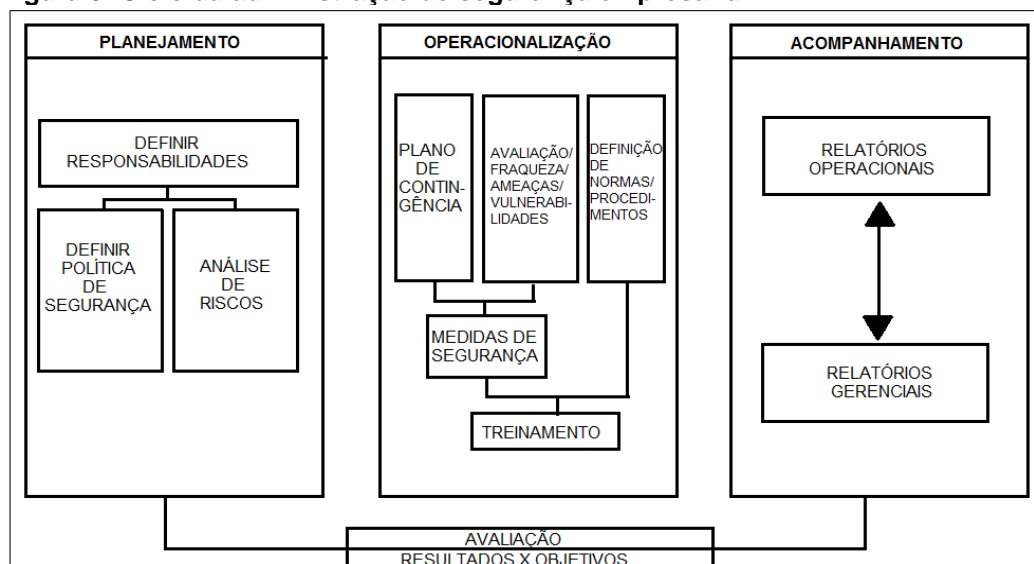 PLANEJAMENTO
DEFINIR
RESPONSABILIDADES
DEFINIR
POLÍTICA
DE
SEGURANÇA
ANÁLISE
DE
RISCOS
OPERACIONALIZAÇÃO
PLANO
DE
CONTIN-
GÊNCIA
AVALIAÇÃO/
FRAQUEZA/
AMEAÇAS/
VULNERABI-
LIDADES
DEFINIÇÃO
DE
NORMAS/
PROCEDI-
MENTOS
MEDIDAS DE
SEGURANÇA
TREINAMENTO
ACOMPANHAMENTO
RELATÓRIOS
OPERACIONAIS
RELATÓRIOS
GERENCIAIS
AVALIAÇÃO
RESULTADOS X OBJETIVOS